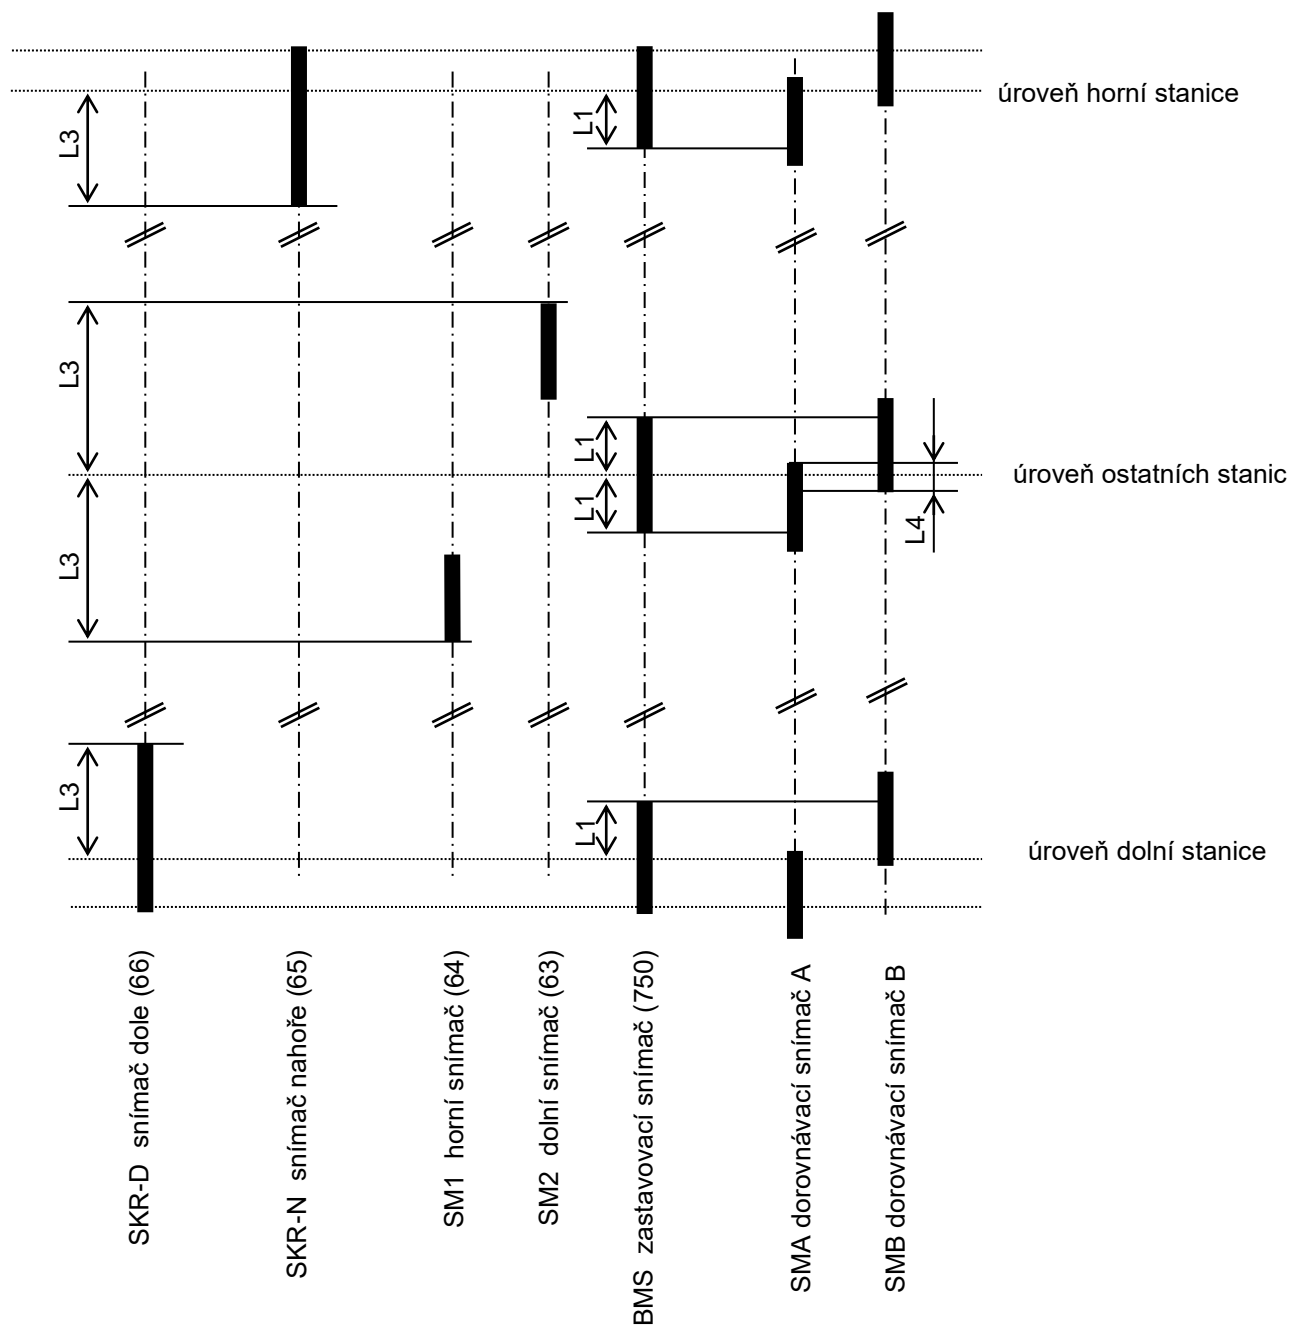 úroveň horní stanice
L3
L1
L3
L1
úroveň ostatních stanic
L1
L4
L3
L3
L1
úroveň dolní stanice
SKR-D snímač dole (66)
SKR-N snímač nahoře (65)
SM1 horní snímač (64)
SM2 dolní snímač (63)
BMS zastavovací snímač (750)
SMA dorovnávací snímač A
SMB dorovnávací snímač B